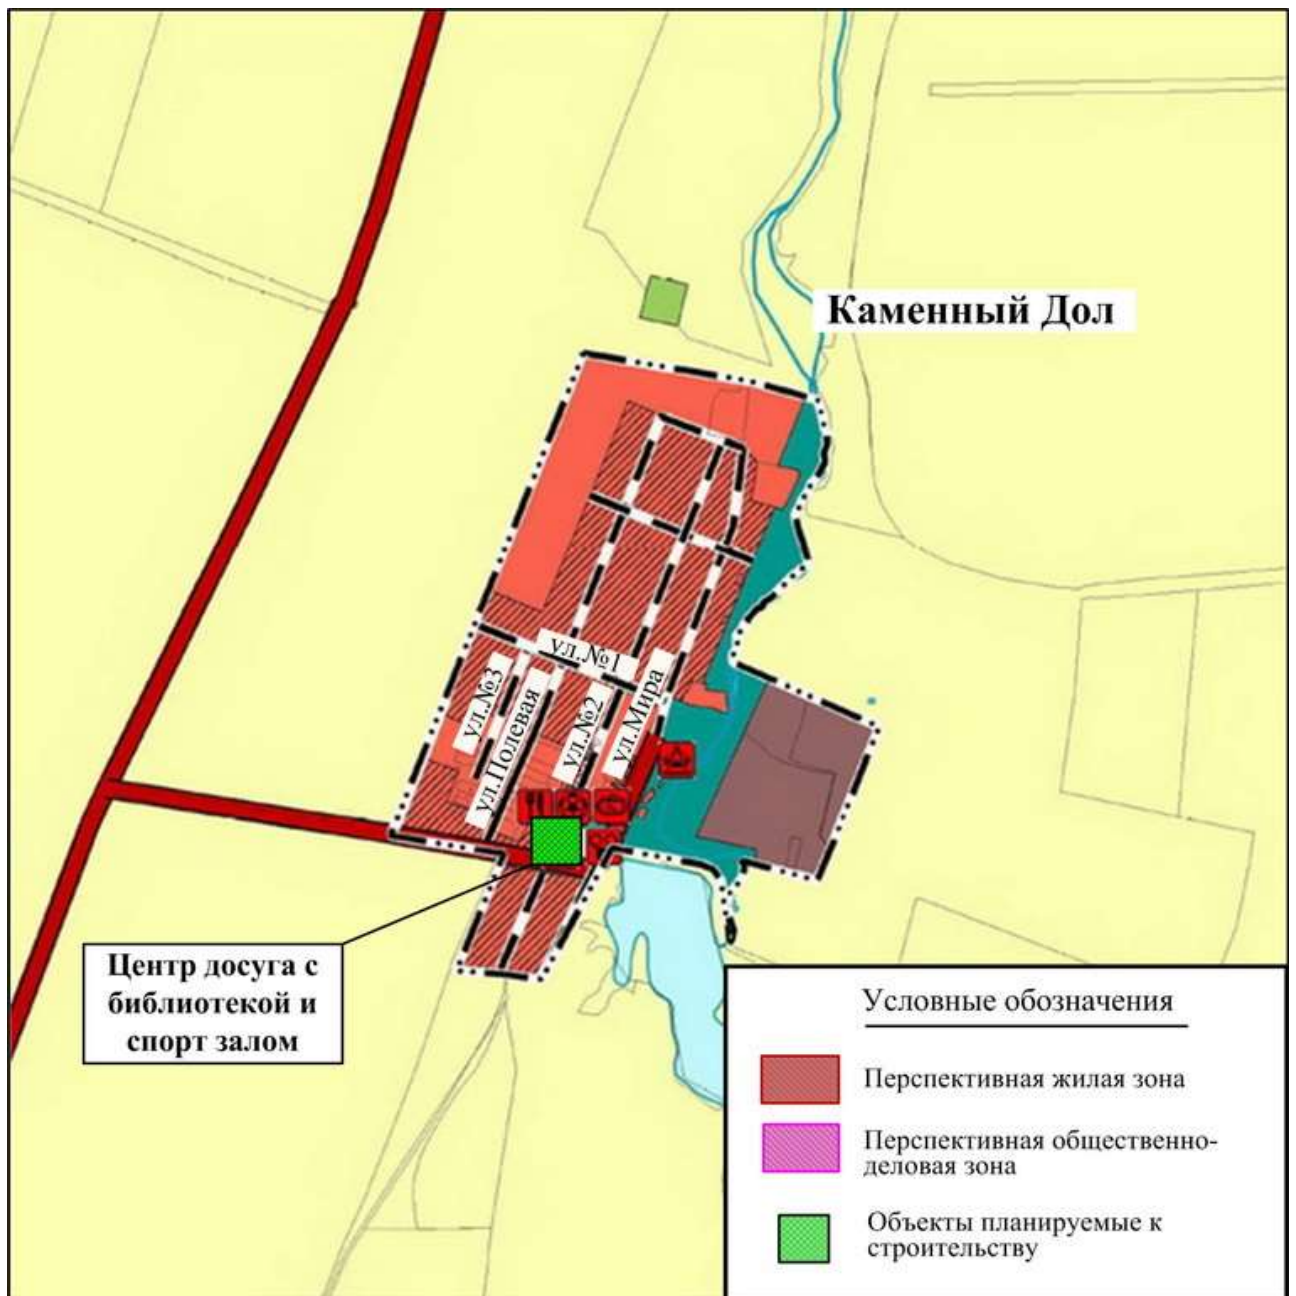 Каменный Дол
ул.№1
ул.№3
ул.Полевая
ул.№2
ул.Мира
Центр досуга с
библиотекой и
спорт залом
Условные обозначения
Перспективная жилая зона
Перспективная общественно-
деловая зона
Объекты планируемые к
строительству